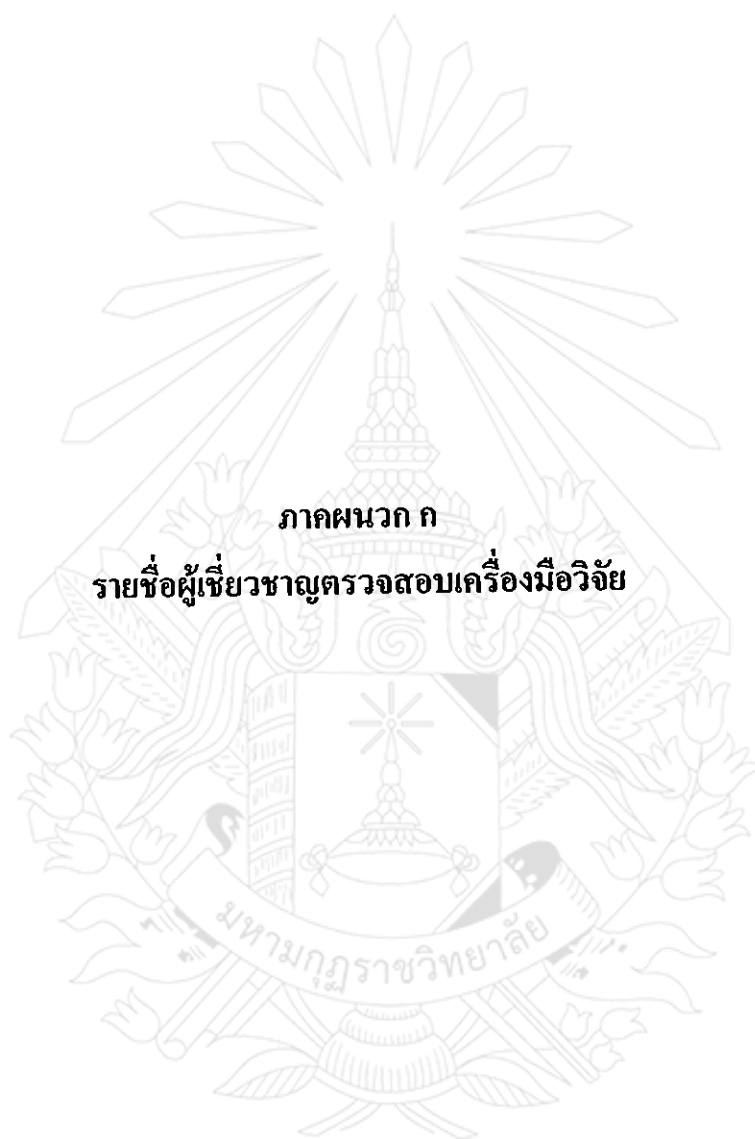 ภาคผนวก ค
รายชื่อผู้เชี่ยวชาญตรวจสอบเครื่องมือวิจัย
มหามกุฏราชวิทยาลัย